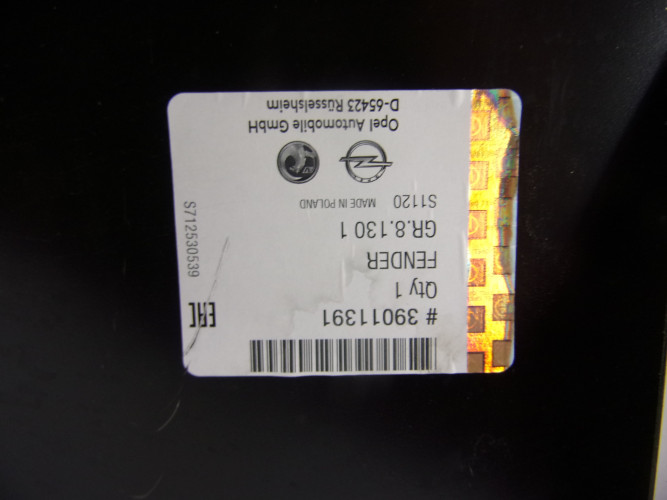 # 39011391
Qty 1
FENDER
GR.8.130 1
S1120 MADE IN POLAND
Opel Automobile GmbH
D-65423 Rüsselsheim
EAC
S712530539